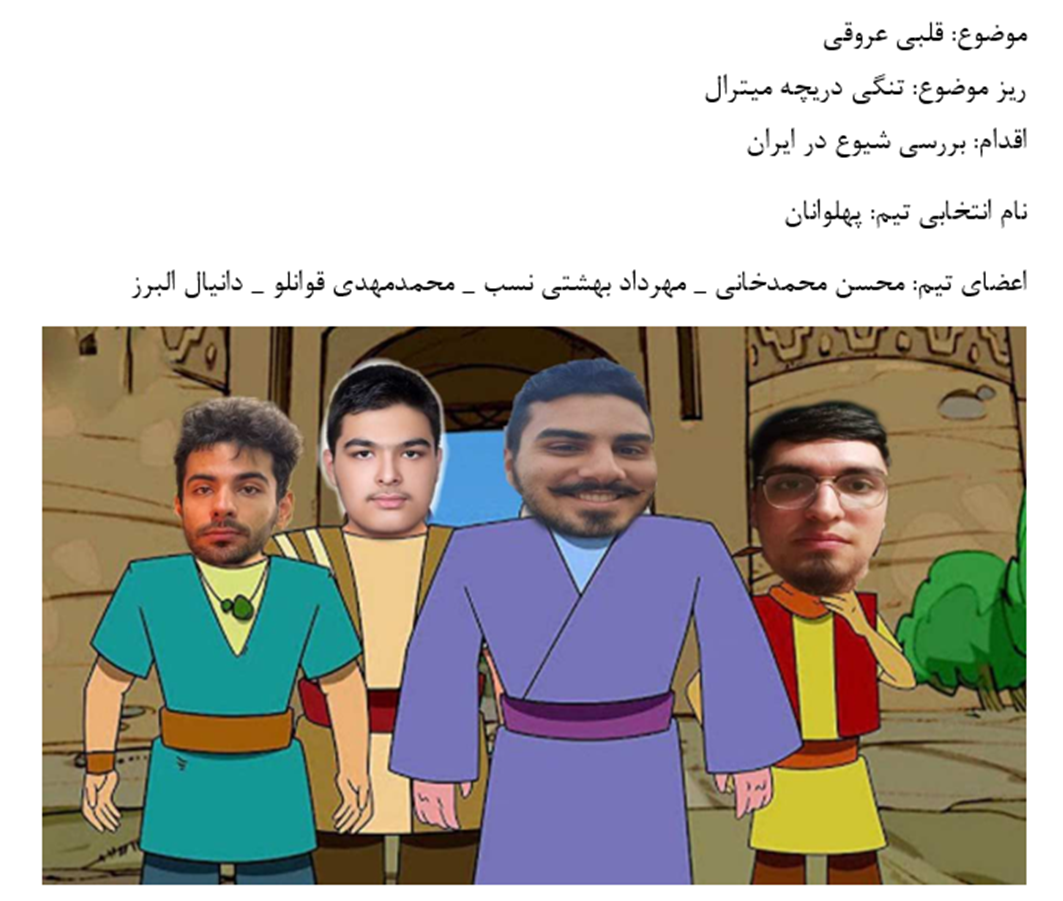 موضوع: قلبی عروقی
ریز موضوع: تنگی دریچه میترال
اقدام: بررسی شیوع در ایران
نام انتخابی تیم: پهلوانان
اعضای تیم: محسن محمدخانی _ مهرداد بهشتی نسب _ محمدمهدی قوانلو _ دانیال البرز